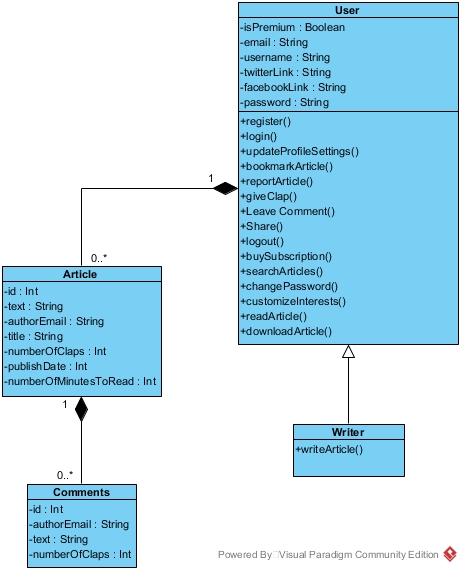 User
-isPremium : Boolean
-email : String
-username : String
-twitterLink : String
-facebookLink : String
-password : String
+register()
+login()
+updateProfileSettings()
+bookmarkArticle()
+reportArticle()
+giveClap()
+Leave Comment()
+Share()
+logout()
+buySubscription()
+searchArticles()
+changePassword()
+customizeInterests()
+readArticle()
+downloadArticle()
1
0..*
Article
-id : Int
-text : String
-authorEmail : String
-title : String
-numberOfClaps : Int
-publishDate : Int
-numberOfMinutesToRead : Int
1
0..*
Comments
-id : Int
-authorEmail : String
-text : String
-numberOfClaps : Int
Writer
+writeArticle()
Powered By Visual Paradigm Community Edition